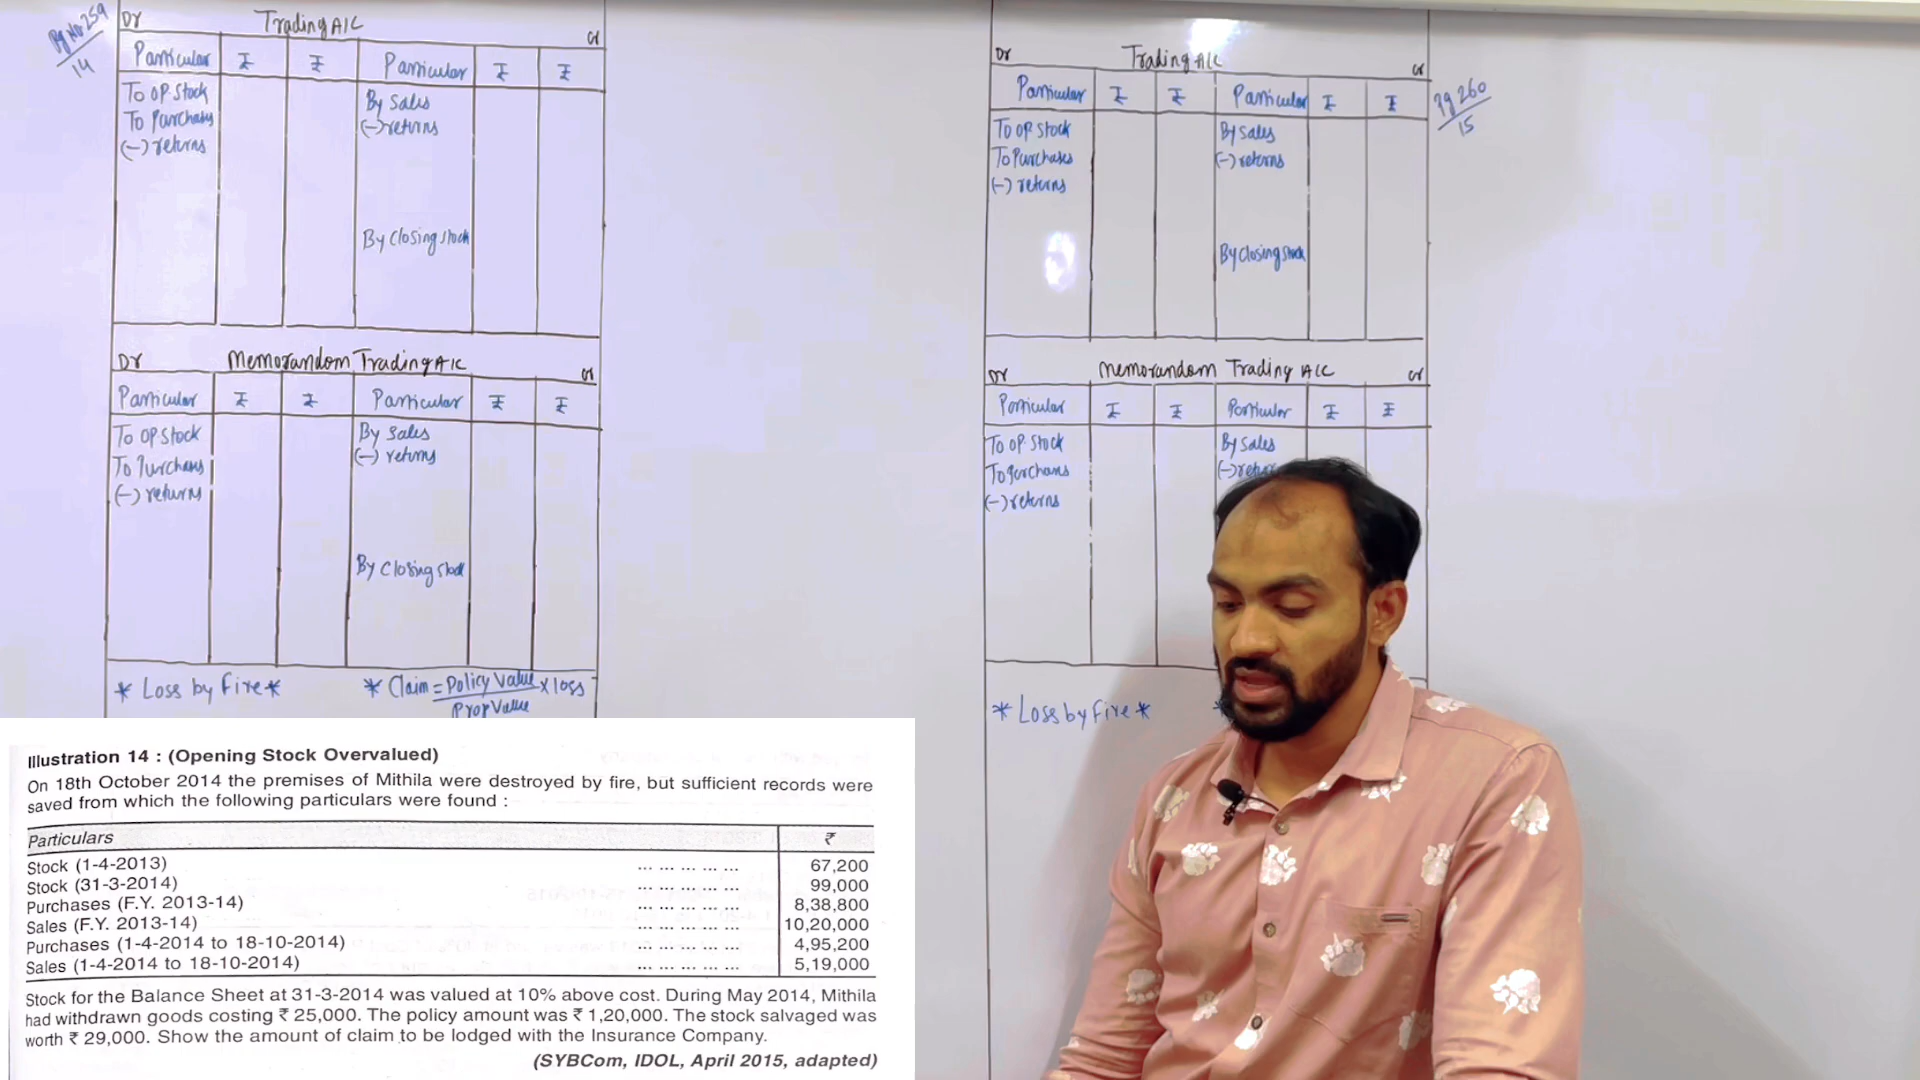 Pg No 259
14
Dr
Trading A/C
Cr
Particular ₹ ₹ Particular ₹ ₹
To OP. Stock
To Purchases
(-) returns
By Sales
(-) returns
By Closing stock
Dr
Memorandom Trading A/C
Cr
Particular ₹ ₹ Particular ₹ ₹
To OP Stock
To Purchases
(-) returns
By Sales
(-) returns
By Closing Stock
* Loss by Fire *
* Claim = Policy Value × loss
Prop Value
Dr
Trading A/C
Cr
Particular ₹ ₹ Particular ₹ ₹
To OP Stock
To Purchases
(-) returns
By Sales
(-) returns
By Closing Stock
Pg 260
15
Dr
Memorandom Trading A/C
Cr
Particular ₹ ₹ Particular ₹ ₹
To OP. Stock
To Purchases
(-) returns
By Sales
* Loss by Fire *
Illustration 14 : (Opening Stock Overvalued)
On 18th October 2014 the premises of Mithila were destroyed by fire, but sufficient records were
saved from which the following particulars were found :
Particulars ₹
Stock (1-4-2013) ... ... ... ... ... 67,200
Stock (31-3-2014) ... ... ... ... ... 99,000
Purchases (F.Y. 2013-14) ... ... ... ... ... 8,38,800
Sales (F.Y. 2013-14) ... ... ... ... ... 10,20,000
Purchases (1-4-2014 to 18-10-2014) ... ... ... ... ... 4,95,200
Sales (1-4-2014 to 18-10-2014) ... ... ... ... ... 5,19,000
Stock for the Balance Sheet at 31-3-2014 was valued at 10% above cost. During May 2014, Mithila
had withdrawn goods costing ₹ 25,000. The policy amount was ₹ 1,20,000. The stock salvaged was
worth ₹ 29,000. Show the amount of claim to be lodged with the Insurance Company.
(SYBCom, IDOL, April 2015, adapted)